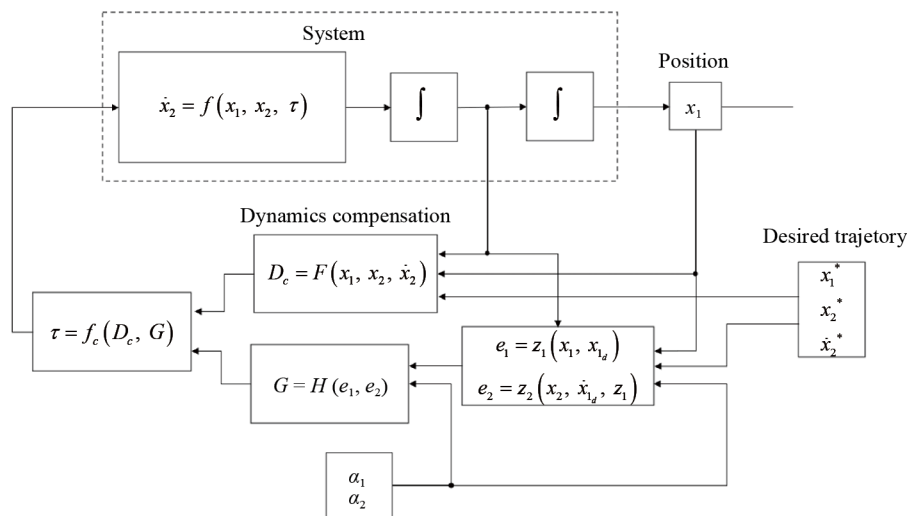 System
ẋ₂ = f(x₁, x₂, τ)
∫
∫
Position
x₁
Dynamics compensation
D_c = F(x₁, x₂, ẋ₂)
Desired trajetory
x₁*
x₂*
ẋ₂*
τ = f_c(D_c, G)
e₁ = z₁(x₁, x₁_d)
e₂ = z₂(x₂, ẋ₁_d, z₁)
G = H (e₁, e₂)
α₁
α₂